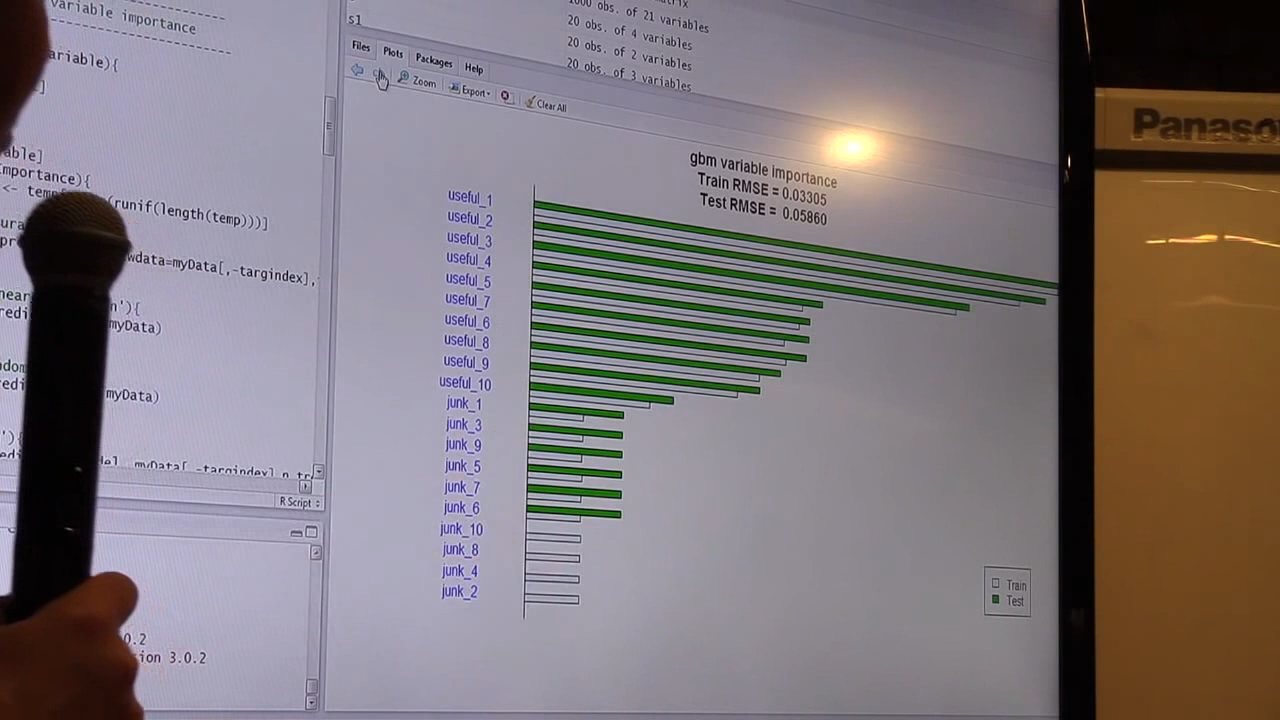 variable importance
ariable){
]
able]
mportance){
<- temp
(runif(length(temp)))]
wdata=myData[,-targindex],
n'){
myData)
myData)
'){
myData[,-targindex],n.tr
R Script
0.2
ion 3.0.2
s1
1000 obs. of 21 variables
20 obs. of 4 variables
20 obs. of 2 variables
20 obs. of 3 variables
Files Plots Packages Help
Zoom Export Clear All
gbm variable importance
Train RMSE = 0.03305
Test RMSE = 0.05860
useful_1
useful_2
useful_3
useful_4
useful_5
useful_7
useful_6
useful_8
useful_9
useful_10
junk_1
junk_3
junk_9
junk_5
junk_7
junk_6
junk_10
junk_8
junk_4
junk_2
Train
Test
Panaso